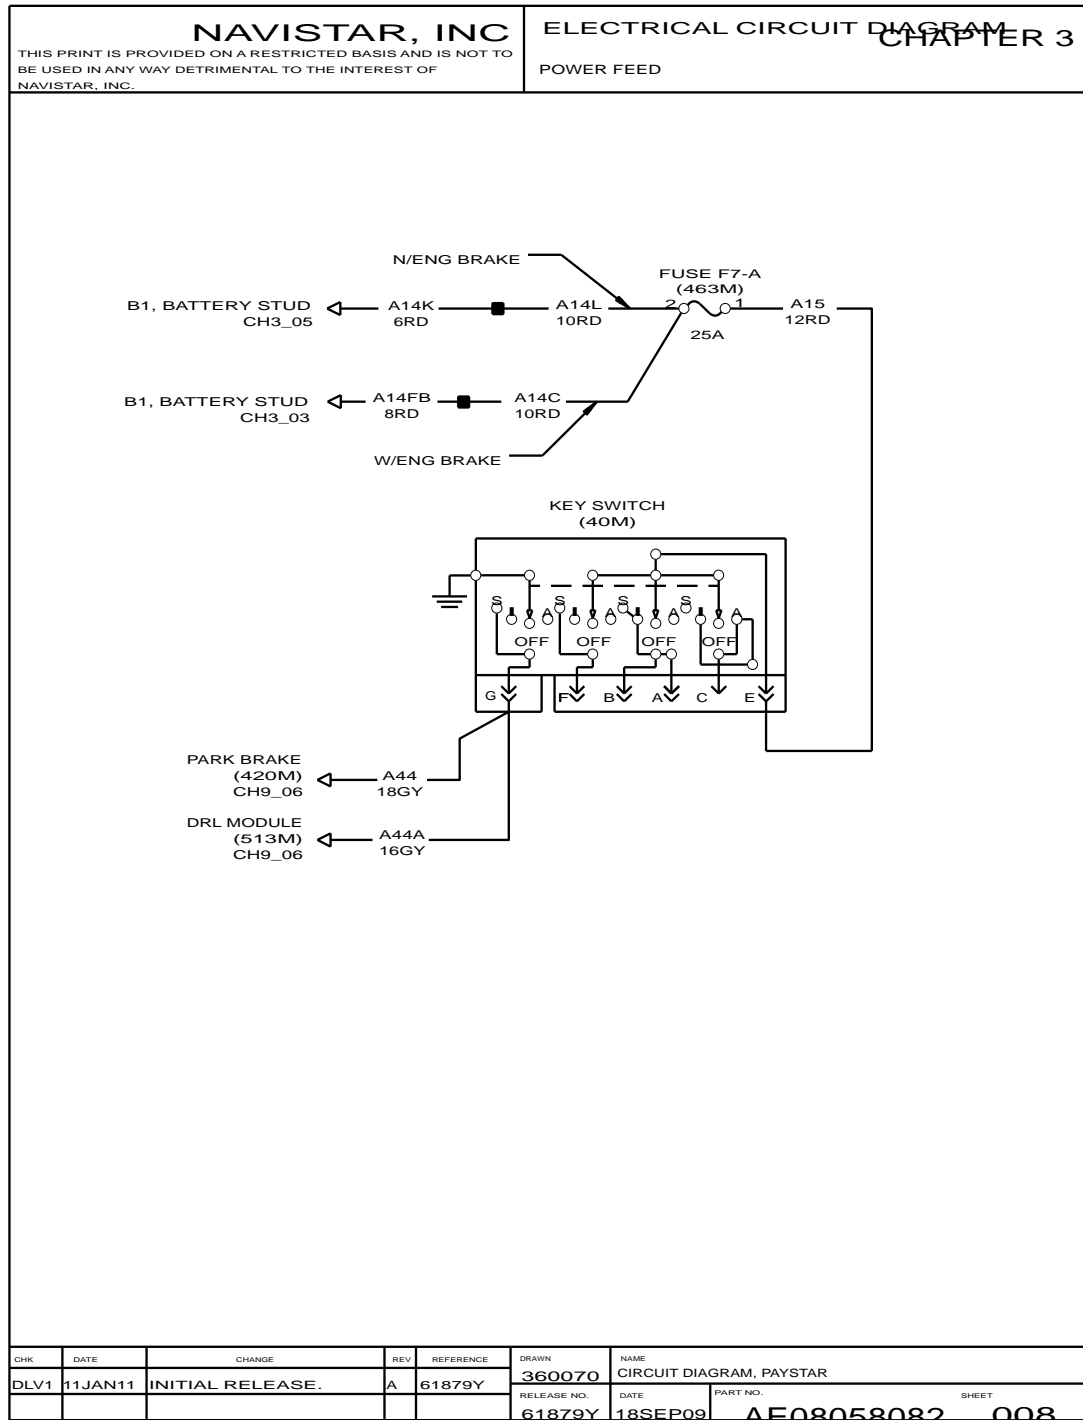 NAVISTAR, INC
THIS PRINT IS PROVIDED ON A RESTRICTED BASIS AND IS NOT TO
BE USED IN ANY WAY DETRIMENTAL TO THE INTEREST OF
NAVISTAR, INC.
ELECTRICAL CIRCUIT DIAGRAM
CHAPTER 3
POWER FEED
N/ENG BRAKE
FUSE F7-A
(463M)
B1, BATTERY STUD
CH3_05
A14K
6RD
A14L
10RD
2
1
25A
A15
12RD
B1, BATTERY STUD
CH3_03
A14FB
8RD
A14C
10RD
W/ENG BRAKE
KEY SWITCH
(40M)
S I A S I A S I A S I A
OFF OFF OFF OFF
G F B A C E
PARK BRAKE
(420M)
CH9_06
A44
18GY
DRL MODULE
(513M)
CH9_06
A44A
16GY
CHK DATE CHANGE REV REFERENCE
DLV1 11JAN11 INITIAL RELEASE. A 61879Y
DRAWN
360070
NAME
CIRCUIT DIAGRAM, PAYSTAR
RELEASE NO.
61879Y
DATE
18SEP09
PART NO.
AE08058082
SHEET
008